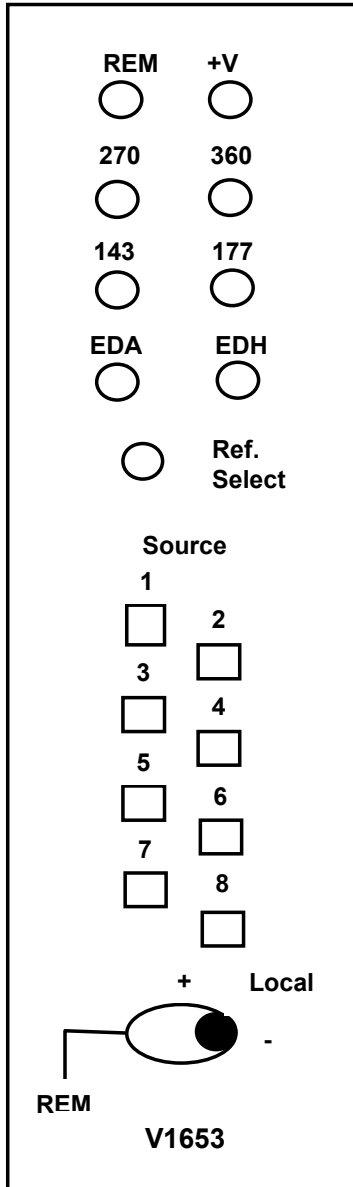 REM +V
270 360
143 177
EDA EDH
Ref.
Select
Source
1
2
3
4
5
6
7
8
+ Local
-
REM
V1653